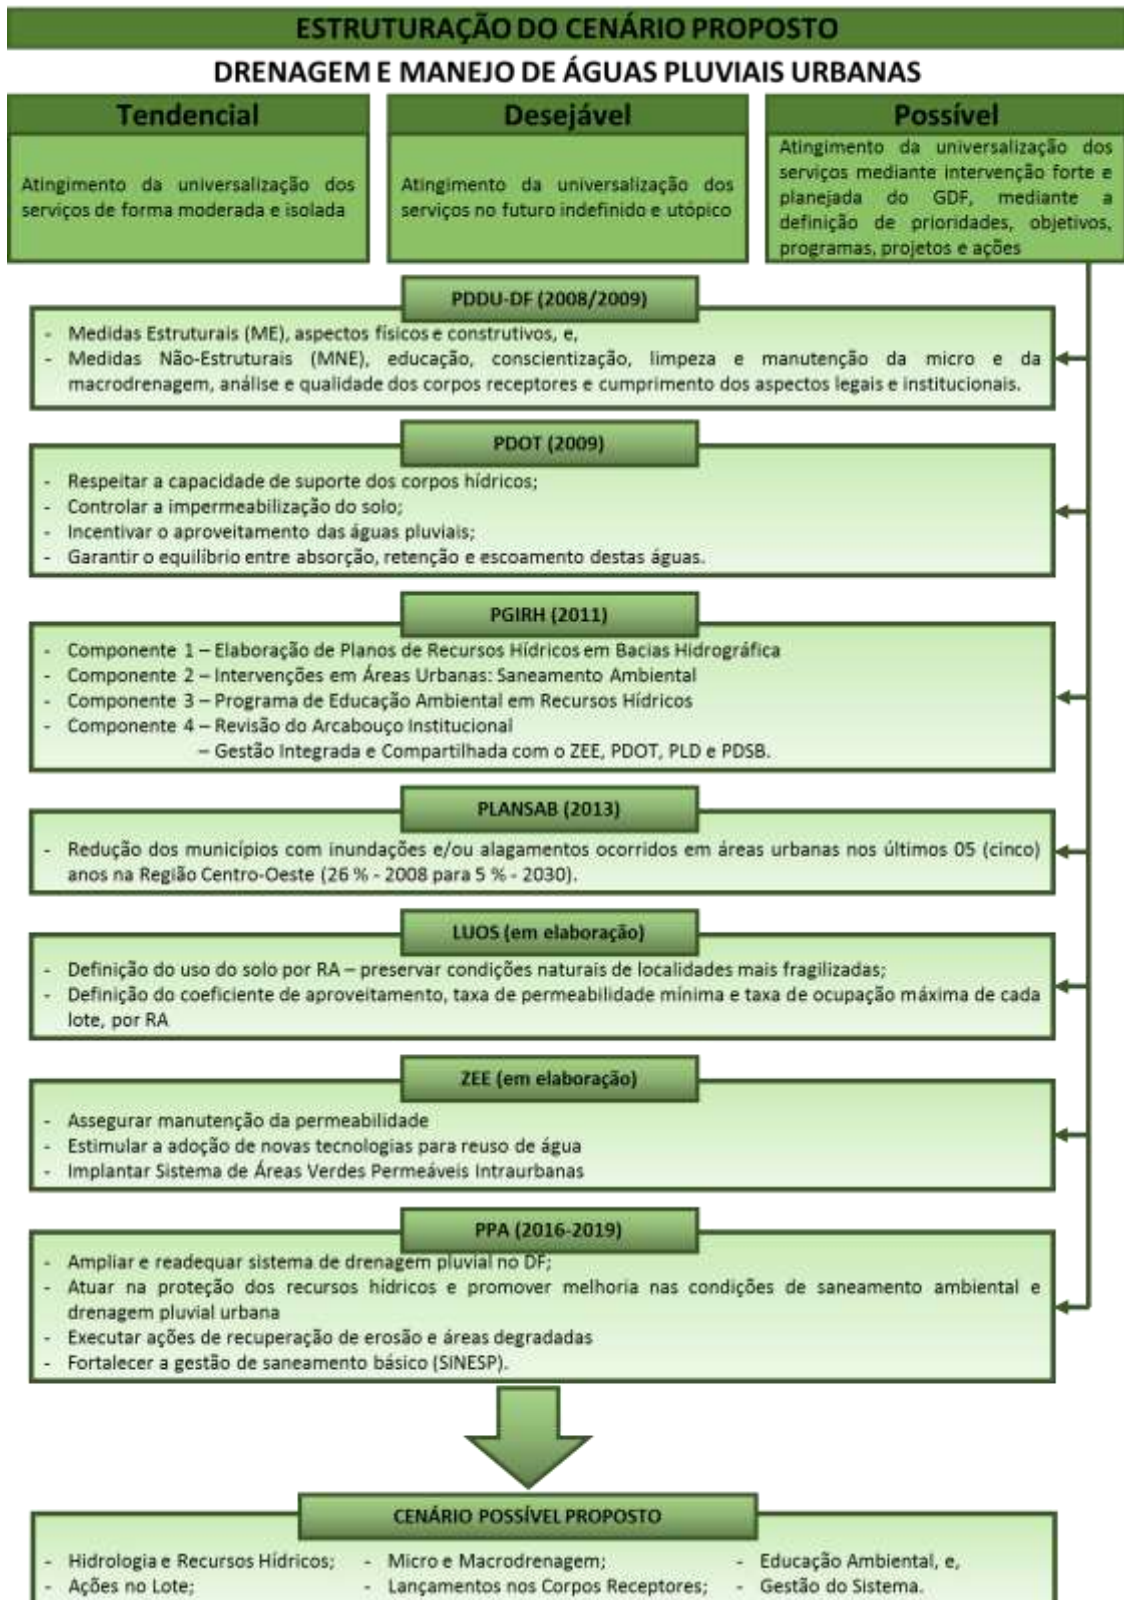 ESTRUTURAÇÃO DO CENÁRIO PROPOSTO
DRENAGEM E MANEJO DE ÁGUAS PLUVIAIS URBANAS
Tendencial
Atingimento da universalização dos
serviços de forma moderada e isolada
Desejável
Atingimento da universalização dos
serviços no futuro indefinido e utópico
Possível
Atingimento da universalização dos
serviços mediante intervenção forte e
planejada do GDF, mediante a
definição de prioridades, objetivos,
programas, projetos e ações
PDDU-DF (2008/2009)
- Medidas Estruturais (ME), aspectos físicos e construtivos, e,
- Medidas Não-Estruturais (MNE), educação, conscientização, limpeza e manutenção da micro e da
macrodrenagem, análise e qualidade dos corpos receptores e cumprimento dos aspectos legais e institucionais.
PDOT (2009)
- Respeitar a capacidade de suporte dos corpos hídricos;
- Controlar a impermeabilização do solo;
- Incentivar o aproveitamento das águas pluviais;
- Garantir o equilíbrio entre absorção, retenção e escoamento destas águas.
PGIRH (2011)
- Componente 1 – Elaboração de Planos de Recursos Hídricos em Bacias Hidrográfica
- Componente 2 – Intervenções em Áreas Urbanas: Saneamento Ambiental
- Componente 3 – Programa de Educação Ambiental em Recursos Hídricos
- Componente 4 – Revisão do Arcabouço Institucional
– Gestão Integrada e Compartilhada com o ZEE, PDOT, PLD e PDSB.
PLANSAB (2013)
- Redução dos municípios com inundações e/ou alagamentos ocorridos em áreas urbanas nos últimos 05 (cinco)
anos na Região Centro-Oeste (26 % - 2008 para 5 % - 2030).
LUOS (em elaboração)
- Definição do uso do solo por RA – preservar condições naturais de localidades mais fragilizadas;
- Definição do coeficiente de aproveitamento, taxa de permeabilidade mínima e taxa de ocupação máxima de cada
lote, por RA
ZEE (em elaboração)
- Assegurar manutenção da permeabilidade
- Estimular a adoção de novas tecnologias para reuso de água
- Implantar Sistema de Áreas Verdes Permeáveis Intraurbanas
PPA (2016-2019)
- Ampliar e readequar sistema de drenagem pluvial no DF;
- Atuar na proteção dos recursos hídricos e promover melhoria nas condições de saneamento ambiental e
drenagem pluvial urbana
- Executar ações de recuperação de erosão e áreas degradadas
- Fortalecer a gestão de saneamento básico (SINESP).
CENÁRIO POSSÍVEL PROPOSTO
- Hidrologia e Recursos Hídricos;
- Ações no Lote;
- Micro e Macrodrenagem;
- Lançamentos nos Corpos Receptores;
- Educação Ambiental, e,
- Gestão do Sistema.